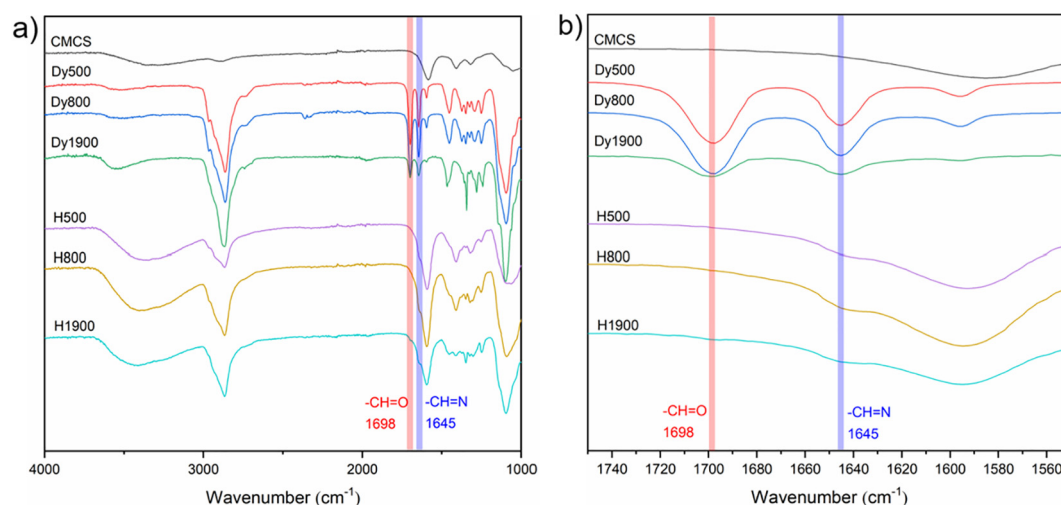 a)
CMCS
Dy500
Dy800
Dy1900
H500
H800
H1900
-CH=O
1698
-CH=N
1645
4000
3000
2000
1000
Wavenumber (cm⁻¹)
b)
CMCS
Dy500
Dy800
Dy1900
H500
H800
H1900
-CH=O
1698
-CH=N
1645
1740 1720 1700 1680 1660 1640 1620 1600 1580 1560
Wavenumber (cm⁻¹)